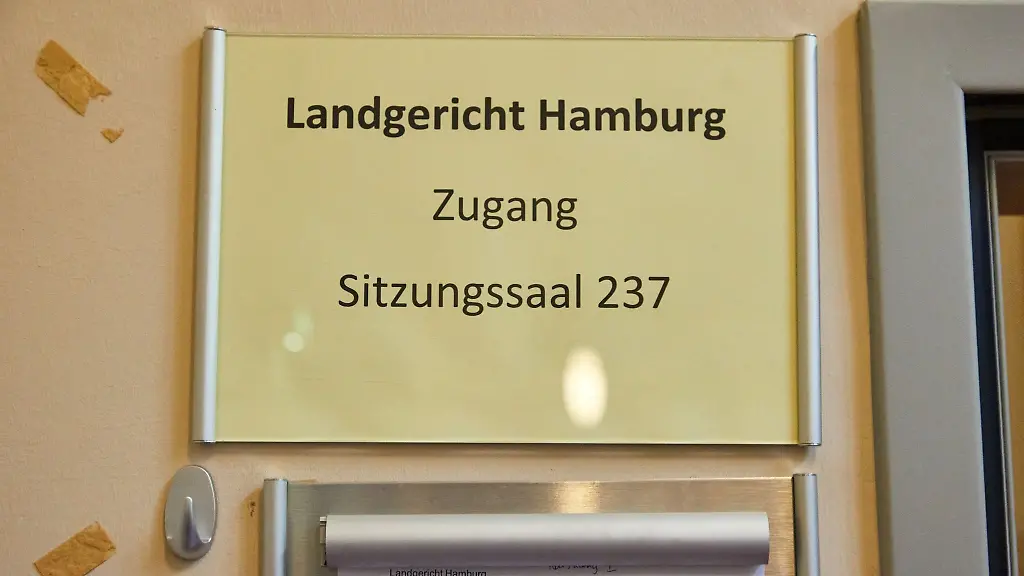 Landgericht Hamburg
Zugang
Sitzungssaal 237
Landgericht Hamburg